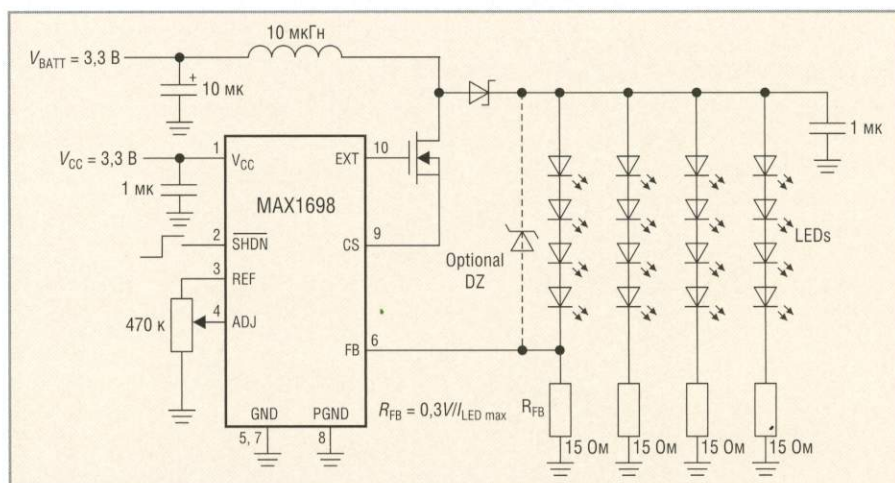 10 мкГн
V_BATT = 3,3 В
+
10 мк
1 мк
V_CC = 3,3 В
1
V_CC
EXT
10
1 мк
MAX1698
2
SHDN
CS
9
Optional
DZ
LEDs
3
REF
470 к
4
ADJ
FB
6
GND
PGND
R_FB = 0,3V/I_LED max
R_FB
5, 7
8
15 Ом
15 Ом
15 Ом
15 Ом